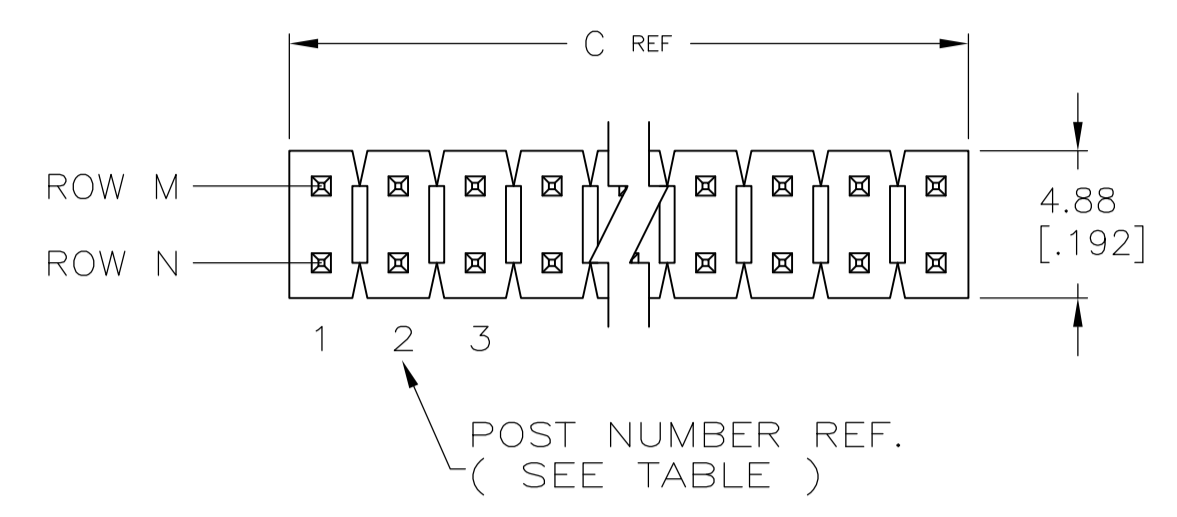 C REF
ROW M
ROW N
4.88
[.192]
1 2 3
POST NUMBER REF.
( SEE TABLE )